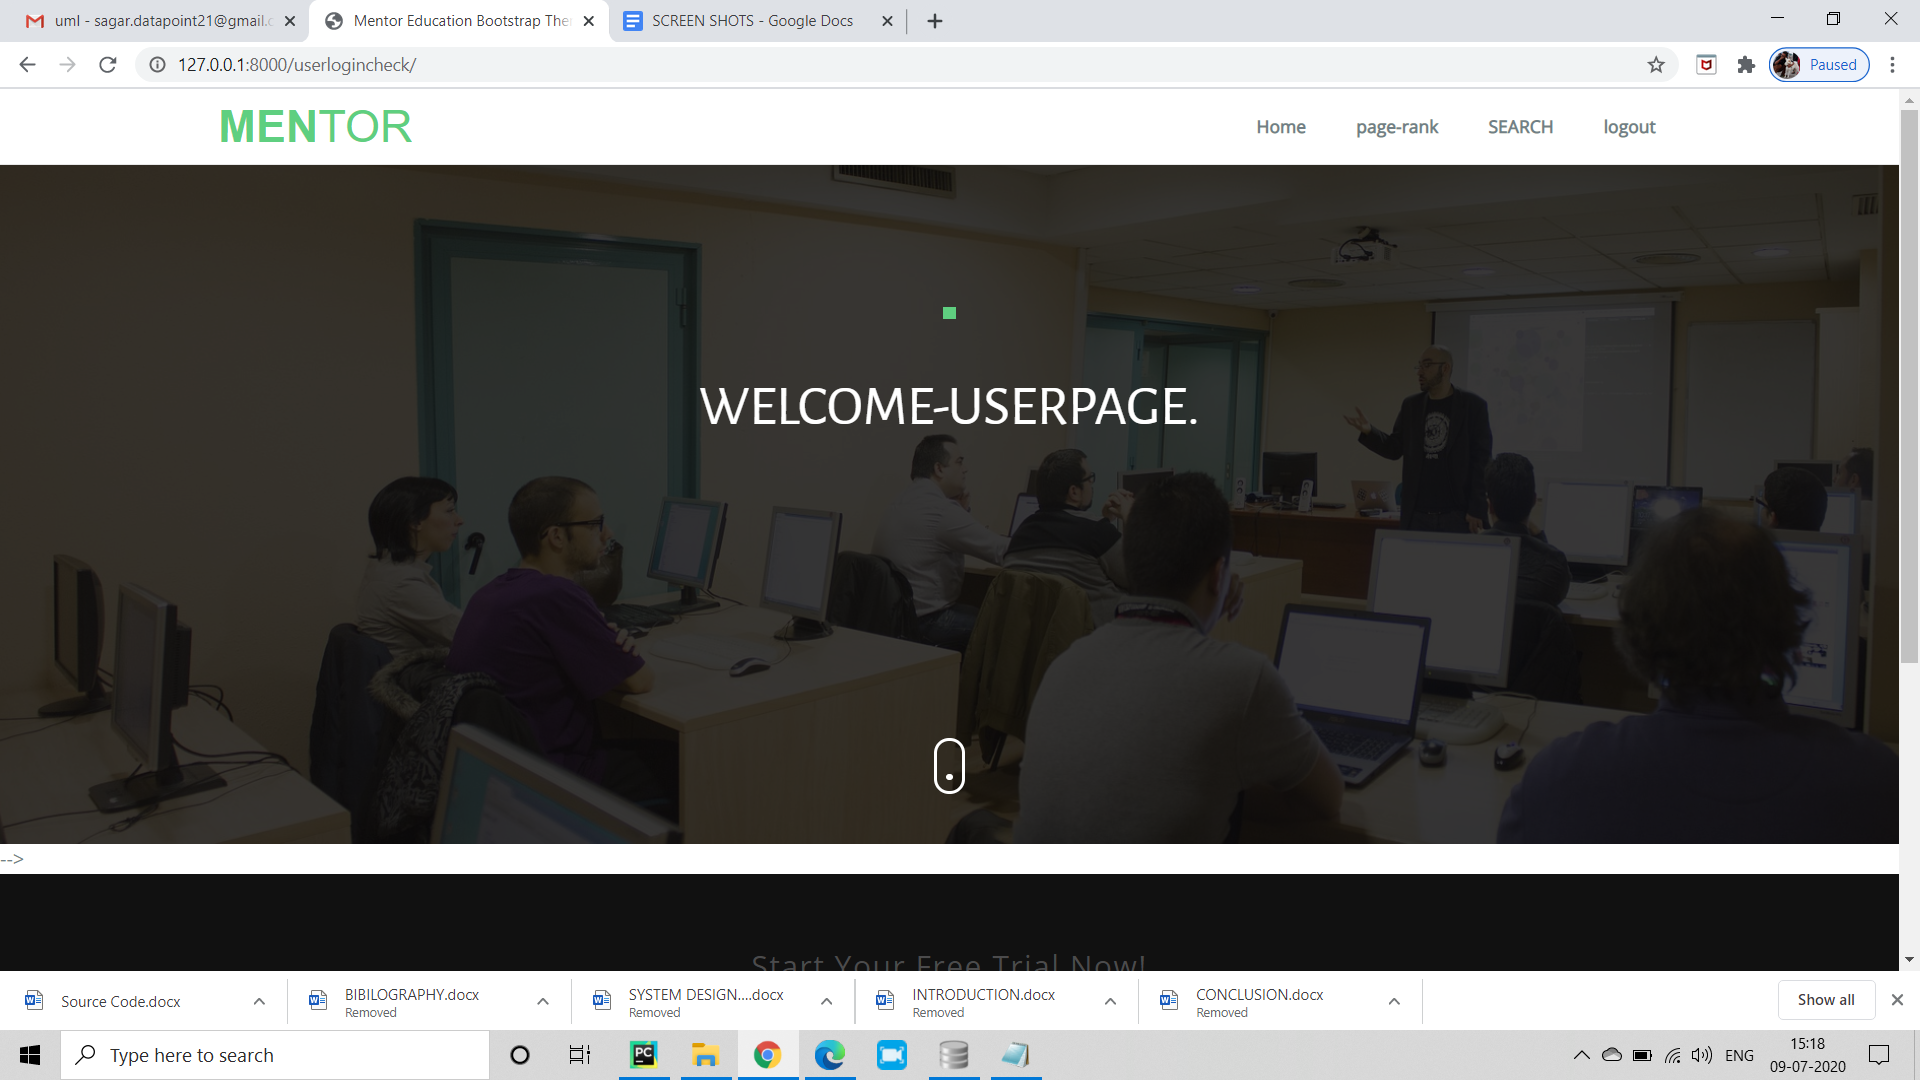 uml - sagar.datapoint21@gmail.c
Mentor Education Bootstrap The
SCREEN SHOTS - Google Docs
127.0.0.1:8000/userlogincheck/
Paused
MENTOR
Home
page-rank
SEARCH
logout
WELCOME-USERPAGE.
-->
Start Your Free Trial Now!
Source Code.docx
BIBILOGRAPHY.docx
Removed
SYSTEM DESIGN....docx
Removed
INTRODUCTION.docx
Removed
CONCLUSION.docx
Removed
Show all
Type here to search
PC
ENG
15:18
09-07-2020